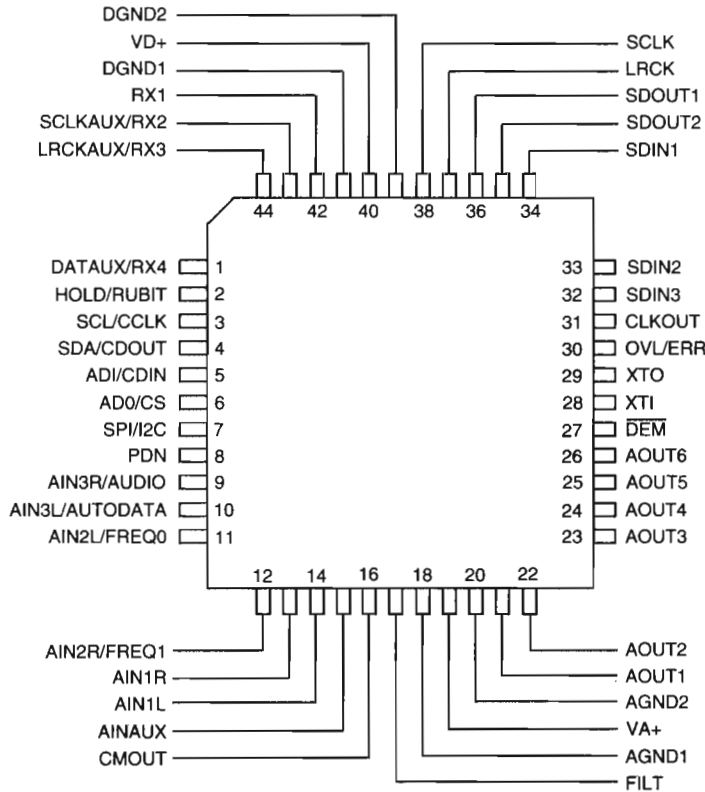 DGND2
VD+
DGND1
RX1
SCLKAUX/RX2
LRCKAUX/RX3
SCLK
LRCK
SDOUT1
SDOUT2
SDIN1
44 42 40 38 36 34
DATAUX/RX4 1
HOLD/RUBIT 2
SCL/CCLK 3
SDA/CDOUT 4
ADI/CDIN 5
AD0/CS 6
SPI/I2C 7
PDN 8
AIN3R/AUDIO 9
AIN3L/AUTODATA 10
AIN2L/FREQ0 11
33 SDIN2
32 SDIN3
31 CLKOUT
30 OVL/ERR
29 XTO
28 XTI
27 DEM
26 AOUT6
25 AOUT5
24 AOUT4
23 AOUT3
12 14 16 18 20 22
AIN2R/FREQ1
AIN1R
AIN1L
AINAUX
CMOUT
AOUT2
AOUT1
AGND2
VA+
AGND1
FILT